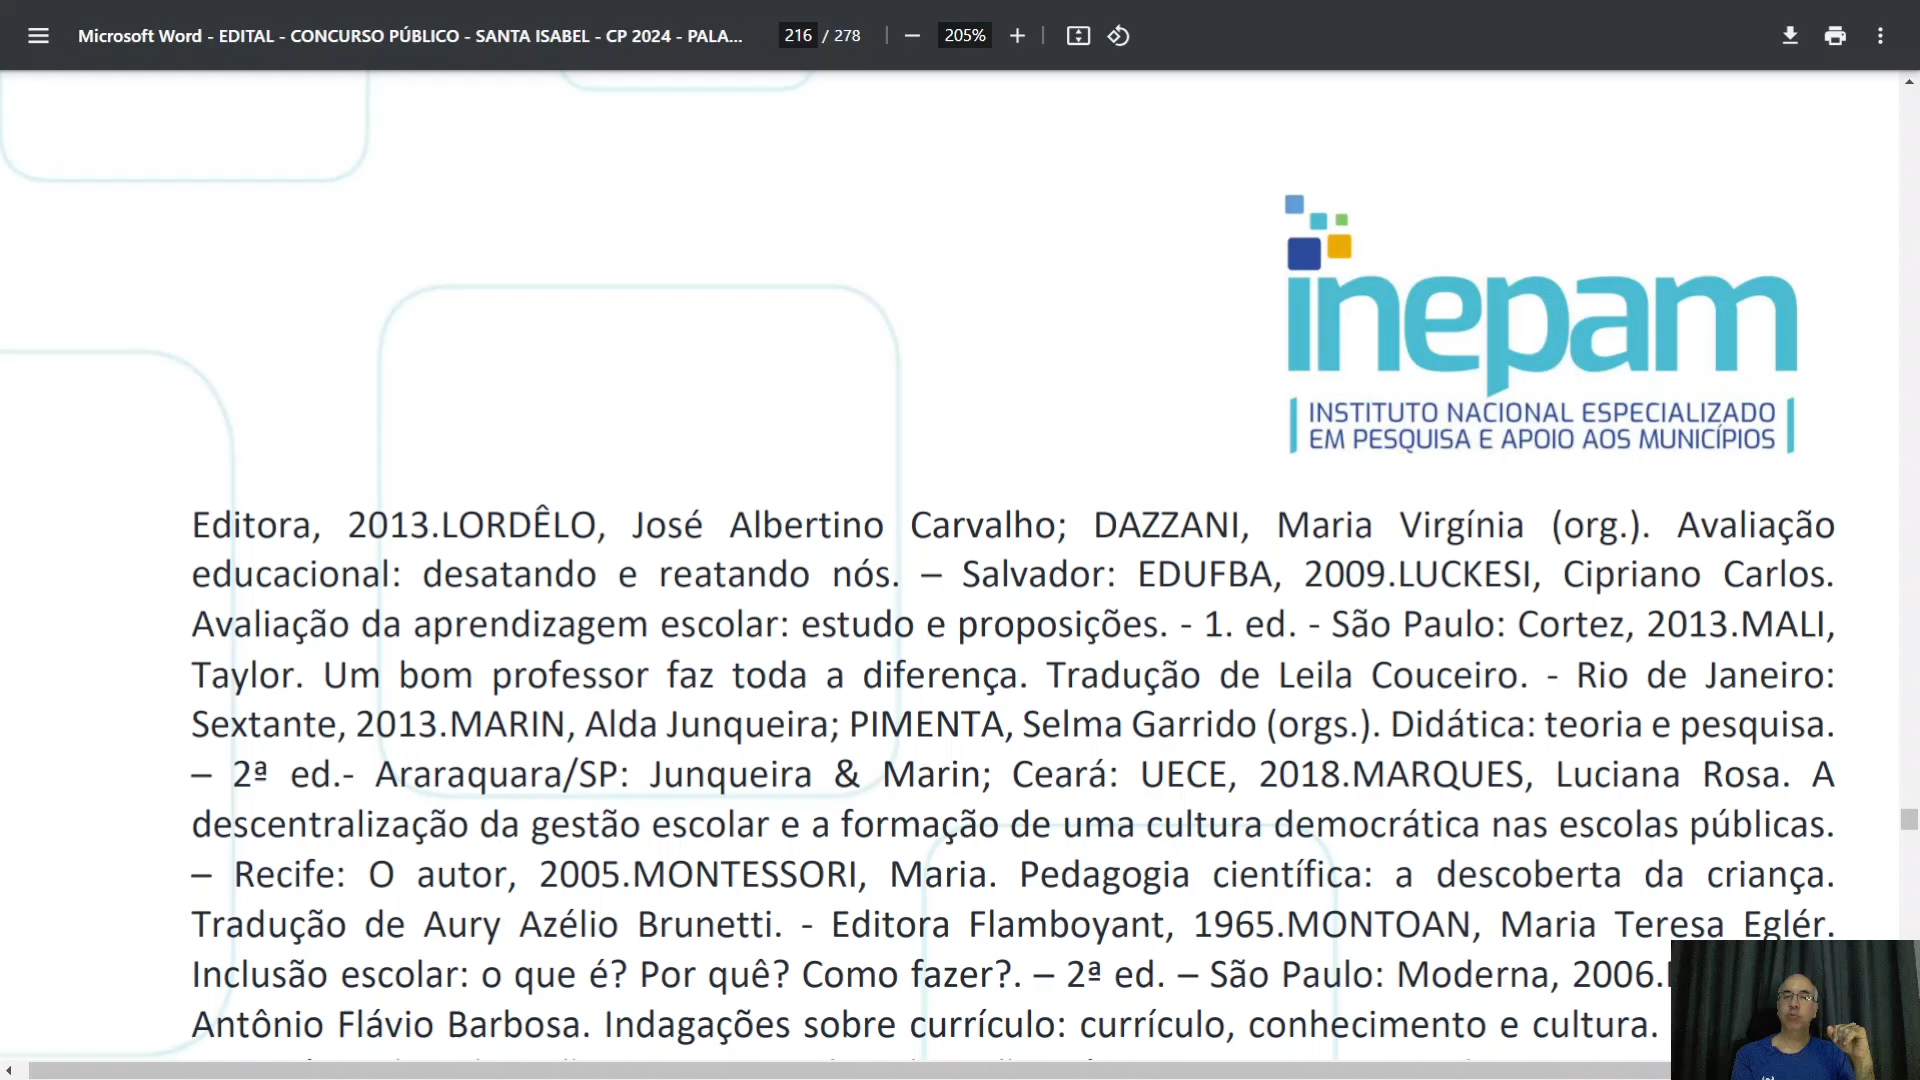 Microsoft Word - EDITAL - CONCURSO PÚBLICO - SANTA ISABEL - CP 2024 - PALA...
216 / 278
205%
inepam
INSTITUTO NACIONAL ESPECIALIZADO
EM PESQUISA E APOIO AOS MUNICÍPIOS
Editora, 2013.LORDÊLO, José Albertino Carvalho; DAZZANI, Maria Virgínia (org.). Avaliação
educacional: desatando e reatando nós. – Salvador: EDUFBA, 2009.LUCKESI, Cipriano Carlos.
Avaliação da aprendizagem escolar: estudo e proposições. - 1. ed. - São Paulo: Cortez, 2013.MALI,
Taylor. Um bom professor faz toda a diferença. Tradução de Leila Couceiro. - Rio de Janeiro:
Sextante, 2013.MARIN, Alda Junqueira; PIMENTA, Selma Garrido (orgs.). Didática: teoria e pesquisa.
– 2ª ed.- Araraquara/SP: Junqueira & Marin; Ceará: UECE, 2018.MARQUES, Luciana Rosa. A
descentralização da gestão escolar e a formação de uma cultura democrática nas escolas públicas.
– Recife: O autor, 2005.MONTESSORI, Maria. Pedagogia científica: a descoberta da criança.
Tradução de Aury Azélio Brunetti. - Editora Flamboyant, 1965.MONTOAN, Maria Teresa Eglér.
Inclusão escolar: o que é? Por quê? Como fazer?. – 2ª ed. – São Paulo: Moderna, 2006.
Antônio Flávio Barbosa. Indagações sobre currículo: currículo, conhecimento e cultura.